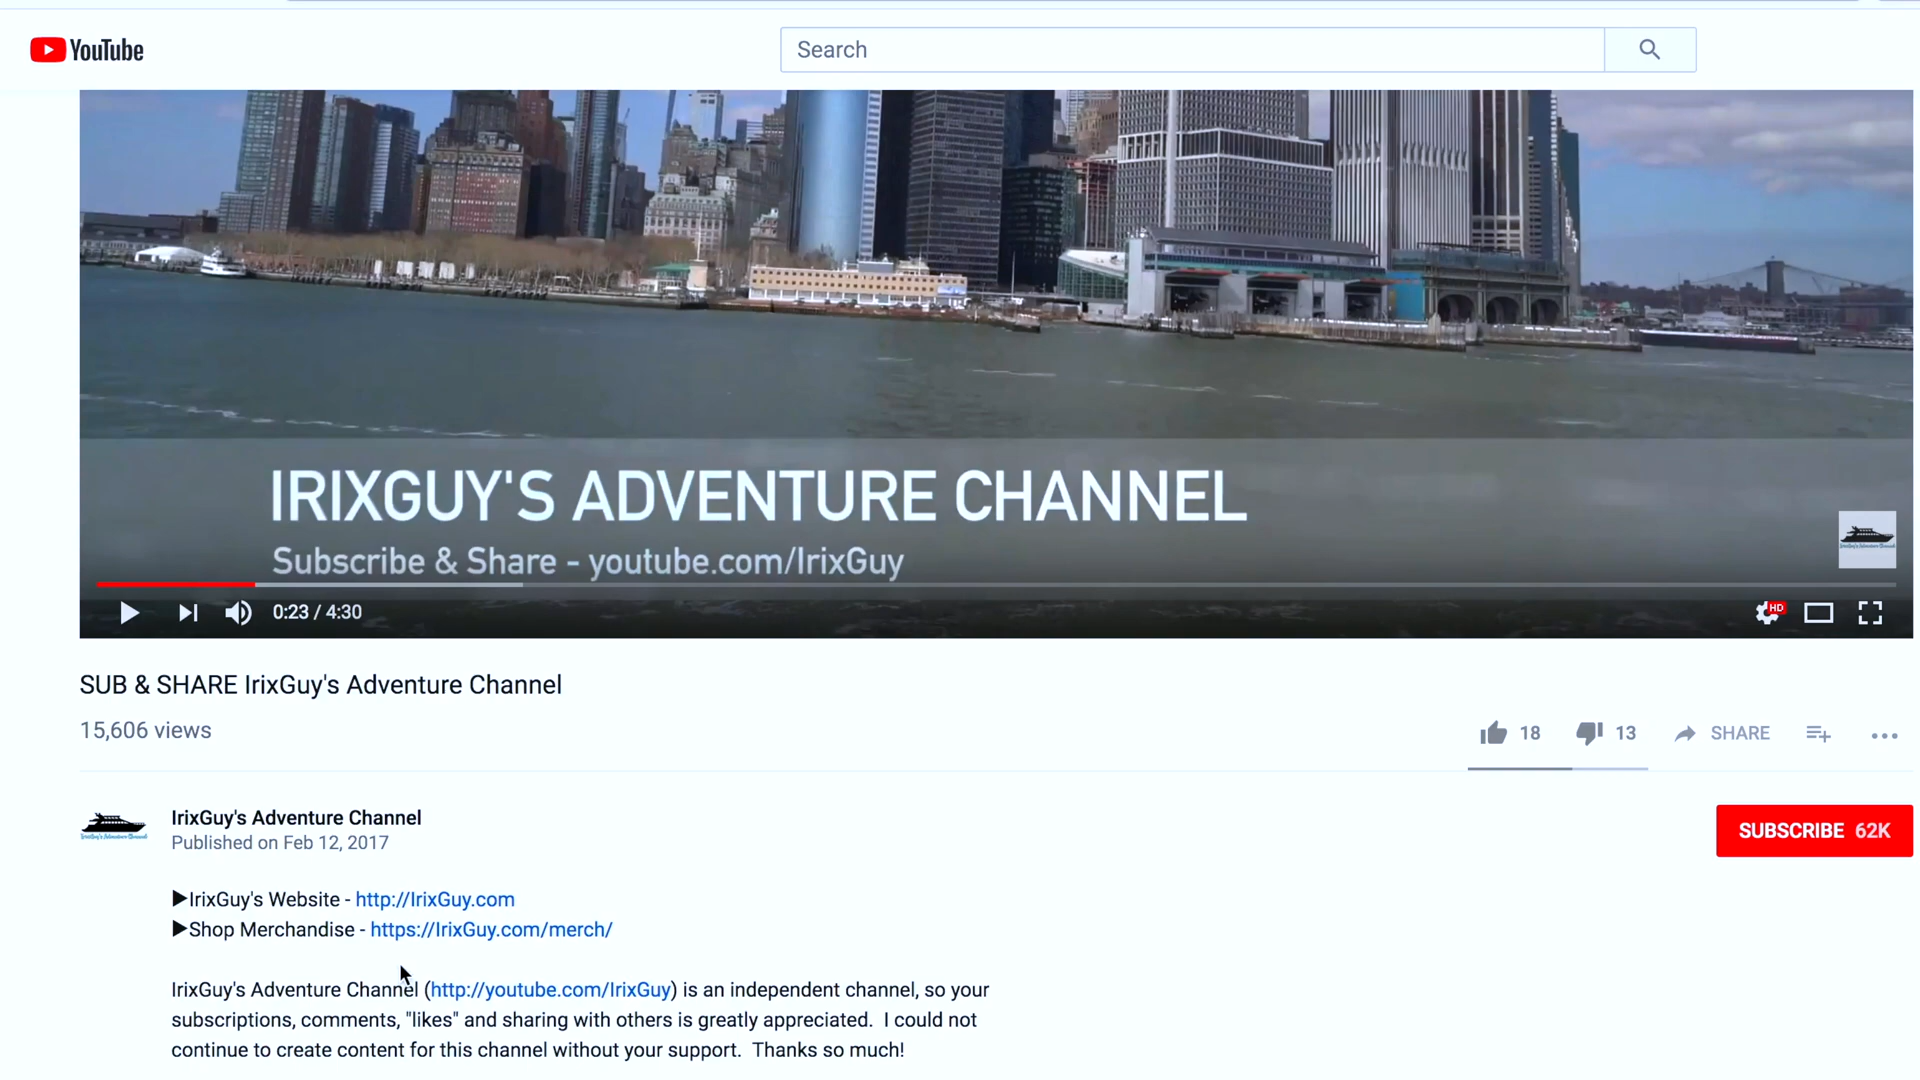 YouTube
Search
IRIXGUY'S ADVENTURE CHANNEL
Subscribe & Share - youtube.com/IrixGuy
0:23 / 4:30
HD
SUB & SHARE IrixGuy's Adventure Channel
15,606 views
18
13
SHARE
IrixGuy's Adventure Channel
Published on Feb 12, 2017
SUBSCRIBE 62K
▶IrixGuy's Website - http://IrixGuy.com
▶Shop Merchandise - https://IrixGuy.com/merch/
IrixGuy's Adventure Channel (http://youtube.com/IrixGuy) is an independent channel, so your
subscriptions, comments, "likes" and sharing with others is greatly appreciated.  I could not
continue to create content for this channel without your support.  Thanks so much!